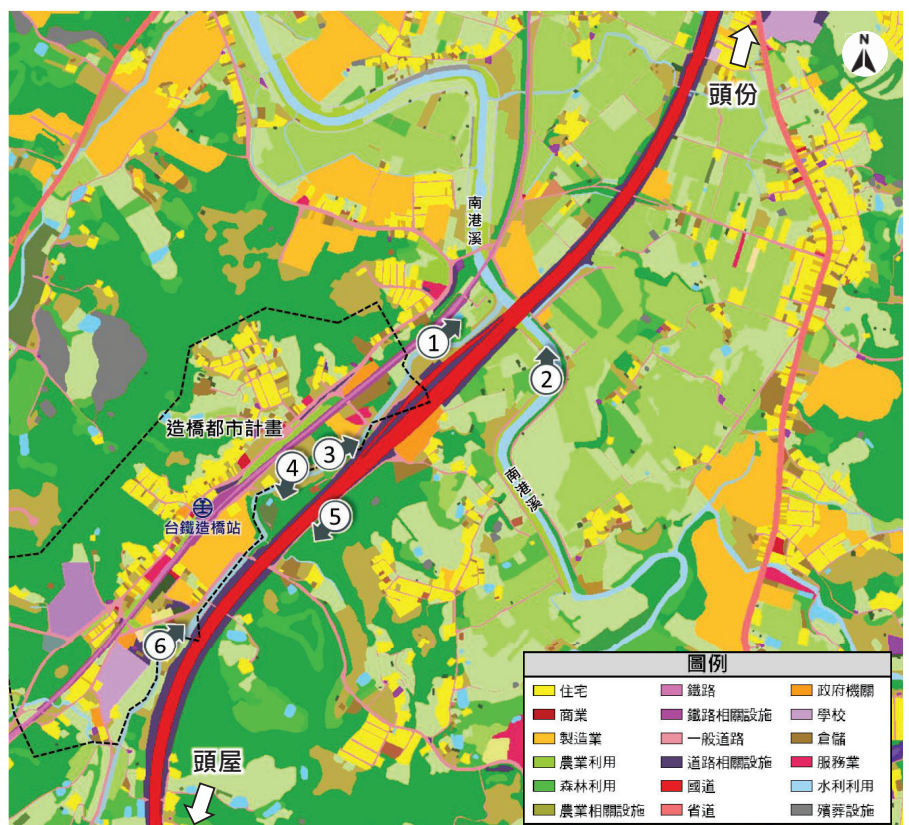 N
頭份
南港溪
①
②
造橋都市計畫
③
④
南港溪
台鐵造橋站
⑤
⑥
頭屋
圖例
住宅 鐵路 政府機關
商業 鐵路相關設施 學校
製造業 一般道路 倉儲
農業利用 道路相關設施 服務業
森林利用 國道 水利利用
農業相關設施 省道 殯葬設施